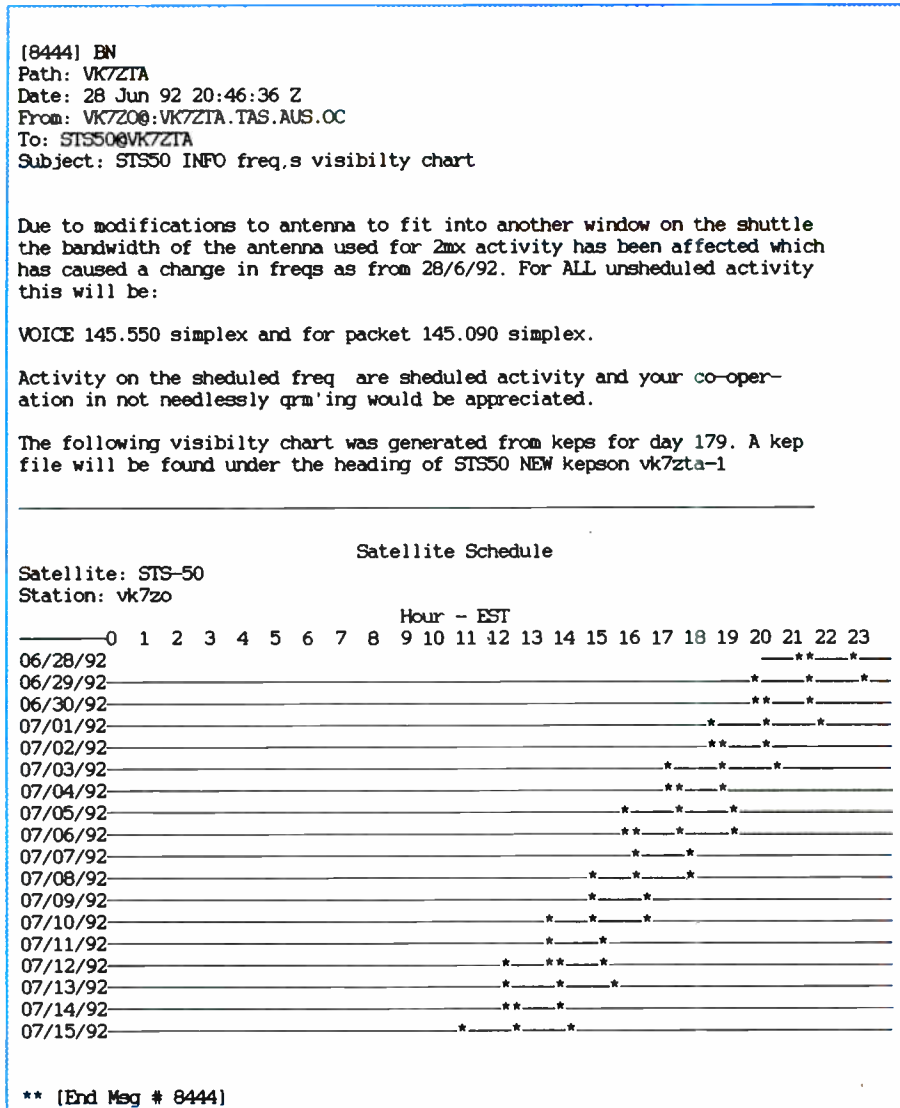 [8444] BN
Path: VK7ZTA
Date: 28 Jun 92 20:46:36 Z
From: VK7ZO@:VK7ZTA.TAS.AUS.OC
To: STS50@VK7ZTA
Subject: STS50 INFO freq,s visibilty chart
Due to modifications to antenna to fit into another window on the shuttle
the bandwidth of the antenna used for 2mx activity has been affected which
has caused a change in freqs as from 28/6/92. For ALL unsheduled activity
this will be:
VOICE 145.550 simplex and for packet 145.090 simplex.
Activity on the sheduled freq are sheduled activity and your co-oper-
ation in not needlessly qrm'ing would be appreciated.
The following visibilty chart was generated from keps for day 179. A kep
file will be found under the heading of STS50 NEW kepson vk7zta-1
Satellite Schedule
Satellite: STS-50
Station: vk7zo
Hour - EST
0 1 2 3 4 5 6 7 8 9 10 11 12 13 14 15 16 17 18 19 20 21 22 23
06/28/92 ** *
06/29/92 * * *
06/30/92 ** *
07/01/92 * * *
07/02/92 ** *
07/03/92 * * *
07/04/92 ** *
07/05/92 * * *
07/06/92 ** * *
07/07/92 * *
07/08/92 * * *
07/09/92 * *
07/10/92 * * *
07/11/92 * *
07/12/92 * ** *
07/13/92 * * *
07/14/92 ** *
07/15/92 * * *
** [End Msg # 8444]